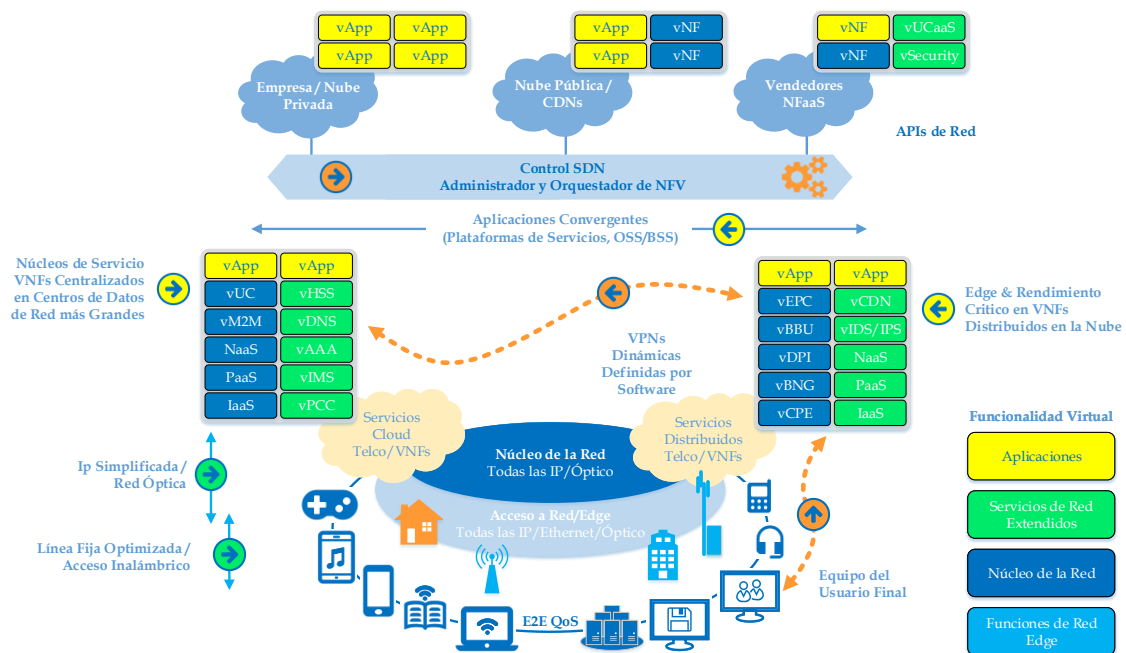 vApp vApp
vApp vApp
Empresa / Nube
Privada
vApp vNF
vApp vNF
Nube Pública /
CDNs
vNF vUCaaS
vNF vSecurity
Vendedores
NFaaS
APIs de Red
Control SDN
Administrador y Orquestador de NFV
Aplicaciones Convergentes
(Plataformas de Servicios, OSS/BSS)
Núcleos de Servicio
VNFs Centralizados
en Centros de Datos
de Red más Grandes
vApp vApp
vUC vHSS
vM2M vDNS
NaaS vAAA
PaaS vIMS
IaaS vPCC
VPNs
Dinámicas
Definidas por
Software
vApp vApp
vEPC vCDN
vBBU vIDS/IPS
vDPI NaaS
vBNG PaaS
vCPE IaaS
Edge & Rendimiento
Critico en VNFs
Distribuidos en la Nube
Servicios
Cloud
Telco/VNFs
Servicios
Distribuidos
Telco/VNFs
Núcleo de la Red
Todas las IP/Óptico
Acceso a Red/Edge
Todas las IP/Ethernet/Óptico
Ip Simplificada /
Red Óptica
Línea Fija Optimizada /
Acceso Inalámbrico
E2E QoS
Equipo del
Usuario Final
Funcionalidad Virtual
Aplicaciones
Servicios de Red
Extendidos
Núcleo de la Red
Funciones de Red
Edge